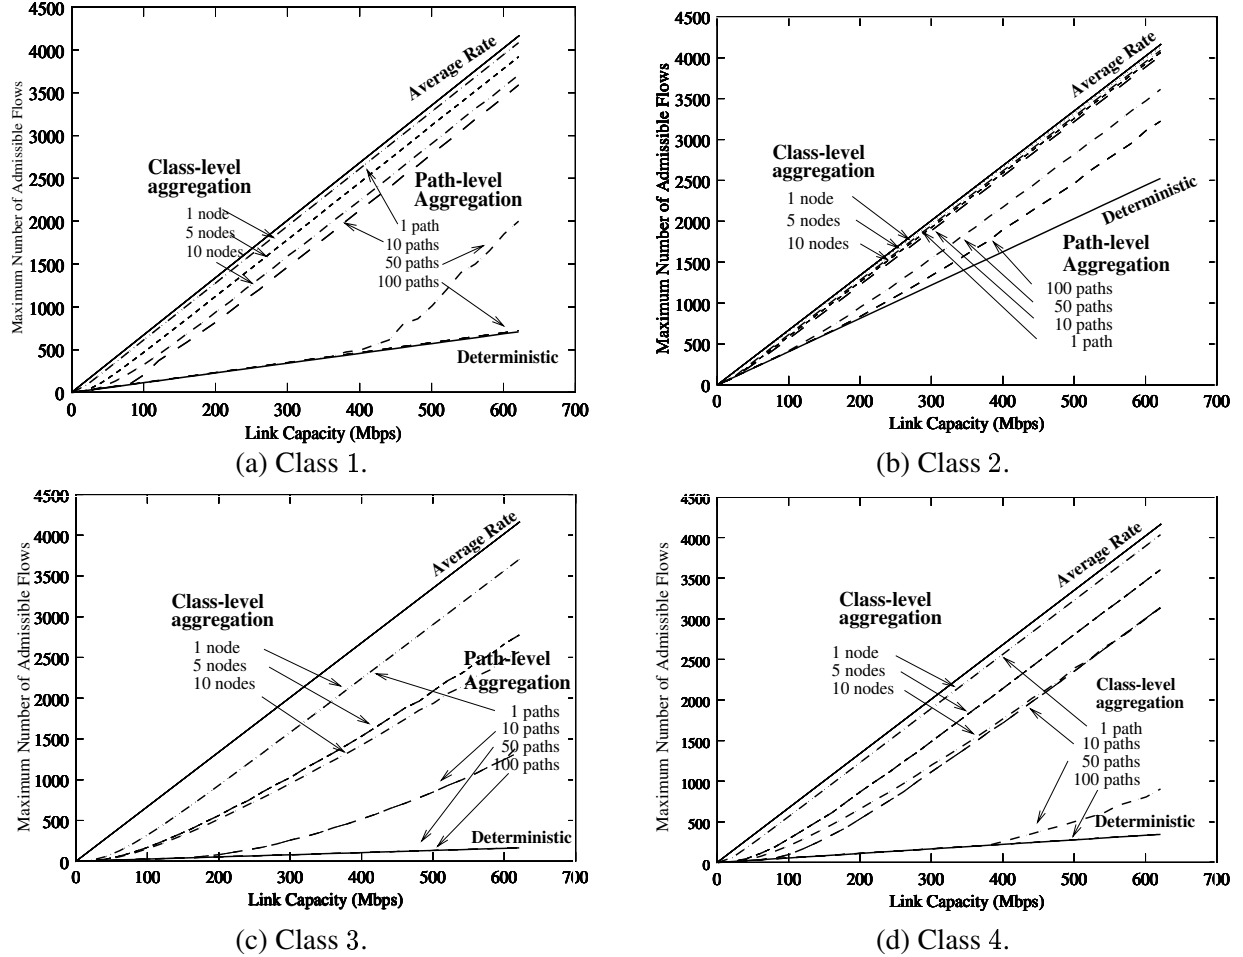 4500
4000
3500
3000
2500
2000
1500
1000
500
0
Maximum Number of Admissible Flows
Average Rate
Class-level
aggregation
1 node
5 nodes
10 nodes
Path-level
Aggregation
1 path
10 paths
50 paths
100 paths
Deterministic
0 100 200 300 400 500 600 700
Link Capacity (Mbps)
(a) Class 1.
4500
4000
3500
3000
2500
2000
1500
1000
500
0
Maximum Number of Admissible Flows
Average Rate
Class-level
aggregation
1 node
5 nodes
10 nodes
Deterministic
Path-level
Aggregation
100 paths
50 paths
10 paths
1 path
0 100 200 300 400 500 600 700
Link Capacity (Mbps)
(b) Class 2.
4500
4000
3500
3000
2500
2000
1500
1000
500
0
Maximum Number of Admissible Flows
Average Rate
Class-level
aggregation
1 node
5 nodes
10 nodes
Path-level
Aggregation
1 paths
10 paths
50 paths
100 paths
Deterministic
0 100 200 300 400 500 600 700
Link Capacity (Mbps)
(c) Class 3.
4500
4000
3500
3000
2500
2000
1500
1000
500
0
Maximum Number of Admissible Flows
Average Rate
Class-level
aggregation
1 node
5 nodes
10 nodes
Class-level
aggregation
1 path
10 paths
50 paths
100 paths
Deterministic
0 100 200 300 400 500 600 700
Link Capacity (Mbps)
(d) Class 4.